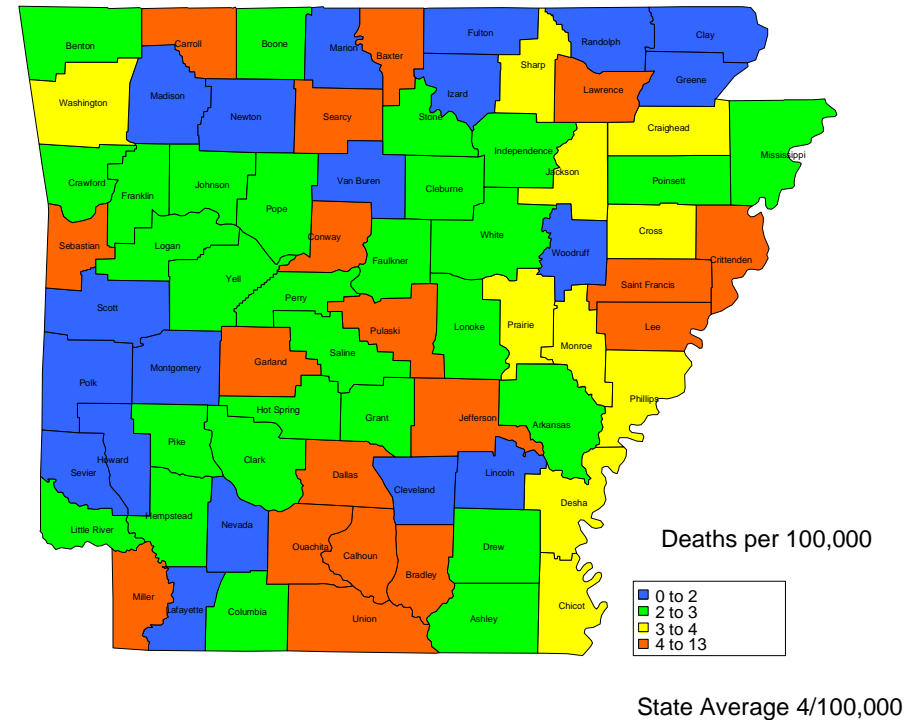 Benton
Carroll
Boone
Marion
Baxter
Fulton
Randolph
Clay
Sharp
Washington
Madison
Newton
Searcy
Stone
Izard
Lawrence
Greene
Craighead
Mississippi
Crawford
Franklin
Johnson
Pope
Van Buren
Cleburne
Independence
Jackson
Poinsett
Sebastian
Logan
Conway
Faulkner
White
Woodruff
Cross
Crittenden
Scott
Yell
Perry
Pulaski
Lonoke
Prairie
Monroe
Saint Francis
Lee
Polk
Montgomery
Garland
Saline
Hot Spring
Grant
Jefferson
Arkansas
Phillips
Sevier
Howard
Pike
Clark
Dallas
Cleveland
Lincoln
Desha
Little River
Hempstead
Nevada
Ouachita
Calhoun
Bradley
Drew
Miller
Lafayette
Columbia
Union
Ashley
Chicot
Deaths per 100,000
0 to 2
2 to 3
3 to 4
4 to 13
State Average 4/100,000